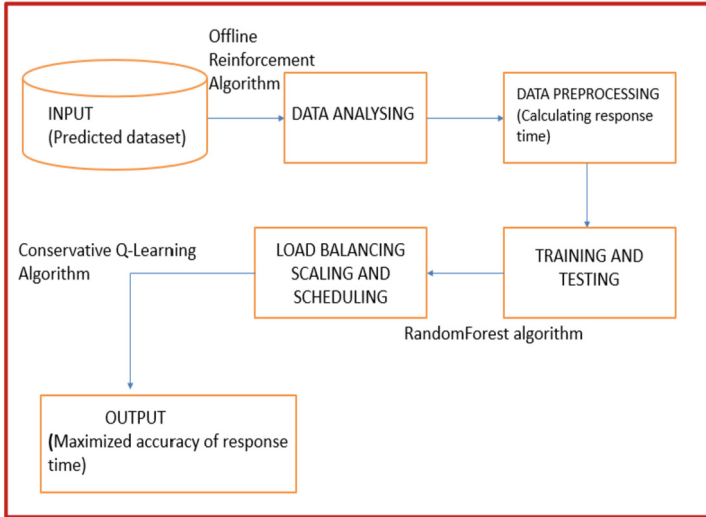 Offline
Reinforcement
Algorithm
INPUT
(Predicted dataset)
DATA ANALYSING
DATA PREPROCESSING
(Calculating response
time)
Conservative Q-Learning
Algorithm
LOAD BALANCING
SCALING AND
SCHEDULING
TRAINING AND
TESTING
RandomForest algorithm
OUTPUT
(Maximized accuracy of response
time)